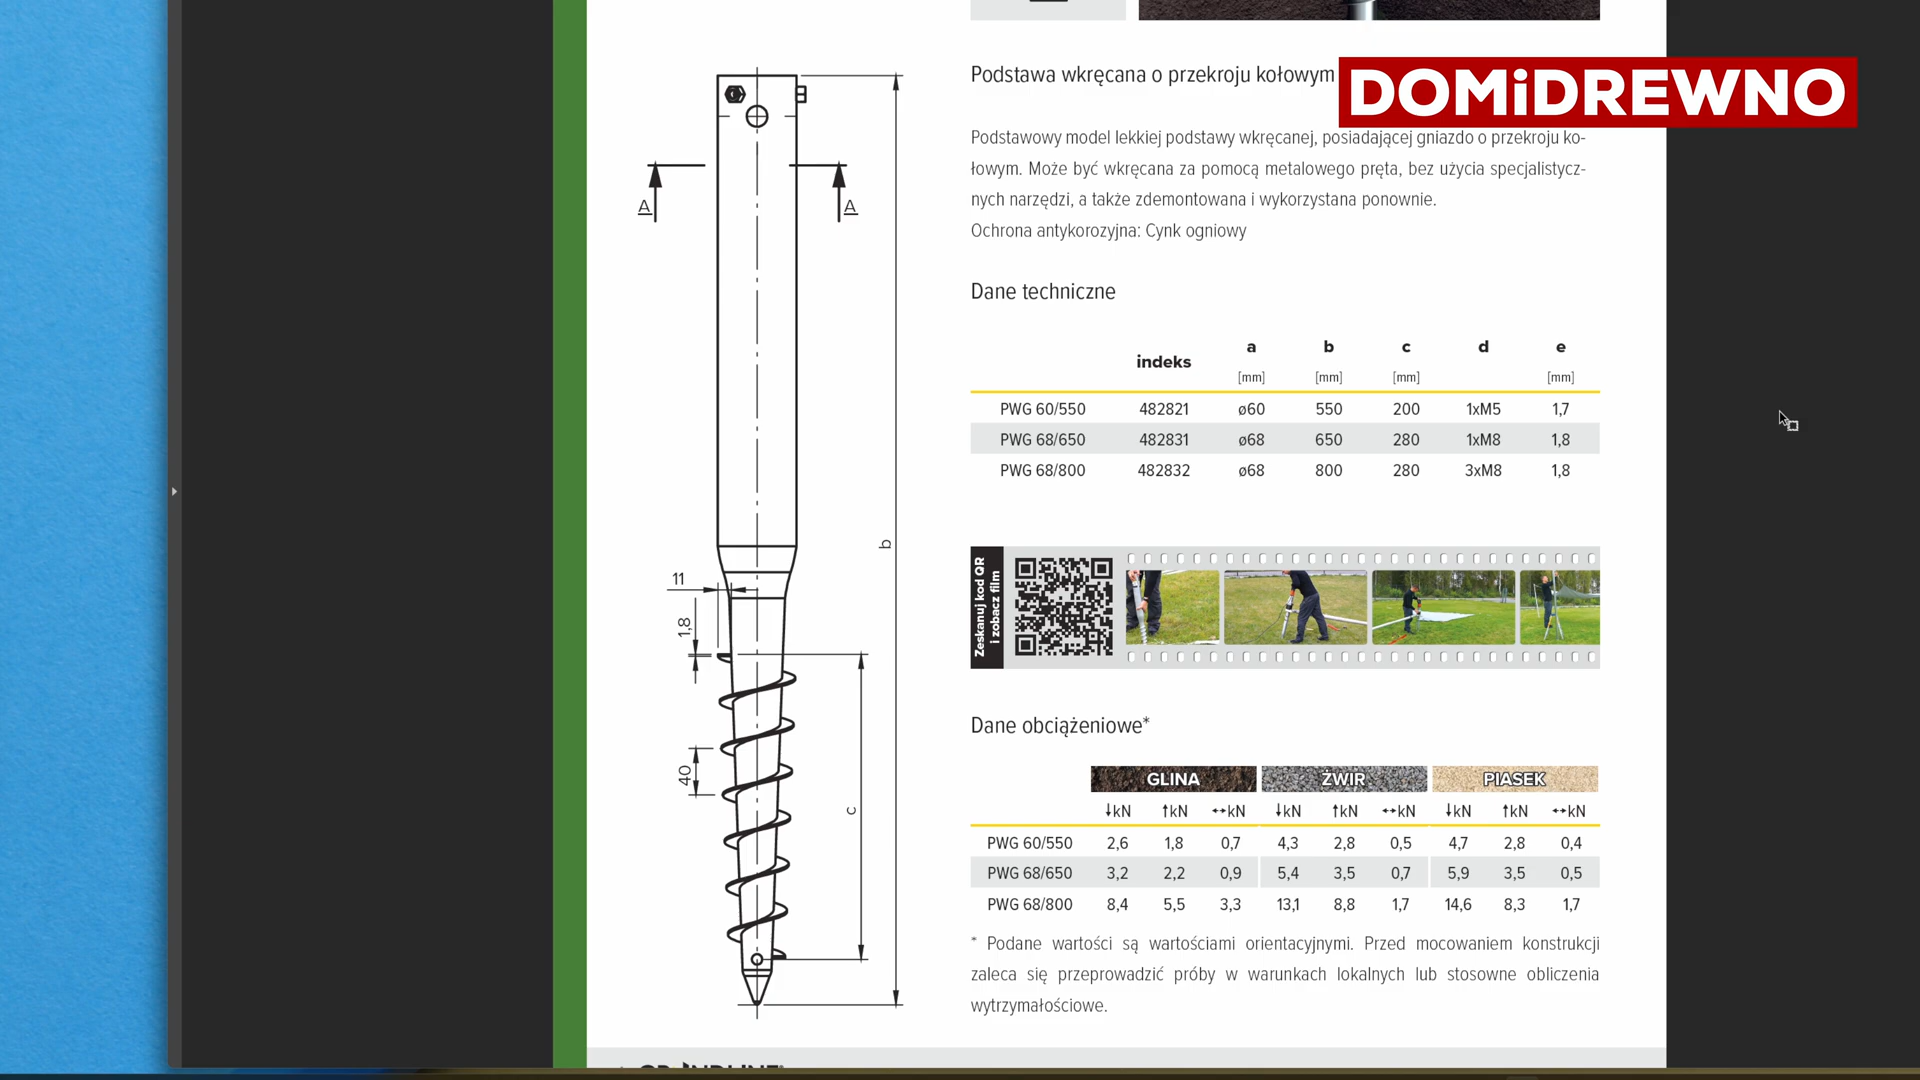 Podstawa wkręcana o przekroju kołowym
DOMiDREWNO
Podstawowy model lekkiej podstawy wkręcanej, posiadającej gniazdo o przekroju ko-
łowym. Może być wkręcana za pomocą metalowego pręta, bez użycia specjalistycz-
nych narzędzi, a także zdemontowana i wykorzystana ponownie.
Ochrona antykorozyjna: Cynk ogniowy
A A
b
11
1,8
40
c
Dane techniczne
indeks a b c d e
[mm] [mm] [mm] [mm]
PWG 60/550 482821 ø60 550 200 1xM5 1,7
PWG 68/650 482831 ø68 650 280 1xM8 1,8
PWG 68/800 482832 ø68 800 280 3xM8 1,8
Zeskanuj kod QR
i zobacz film
Dane obciążeniowe*
GLINA ŻWIR PIASEK
↓kN ↑kN ↔kN ↓kN ↑kN ↔kN ↓kN ↑kN ↔kN
PWG 60/550 2,6 1,8 0,7 4,3 2,8 0,5 4,7 2,8 0,4
PWG 68/650 3,2 2,2 0,9 5,4 3,5 0,7 5,9 3,5 0,5
PWG 68/800 8,4 5,5 3,3 13,1 8,8 1,7 14,6 8,3 1,7
* Podane wartości są wartościami orientacyjnymi. Przed mocowaniem konstrukcji
zaleca się przeprowadzić próby w warunkach lokalnych lub stosowne obliczenia
wytrzymałościowe.